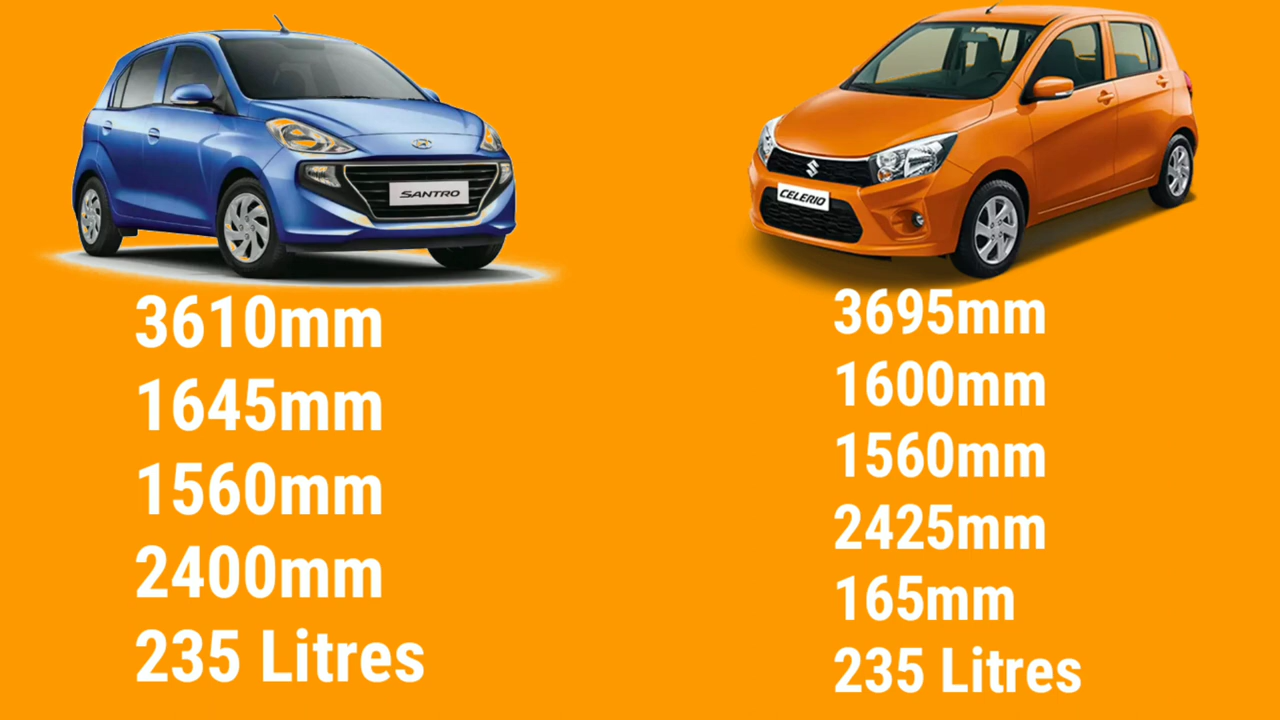 SANTRO
3610mm
1645mm
1560mm
2400mm
235 Litres
CELERIO
3695mm
1600mm
1560mm
2425mm
165mm
235 Litres